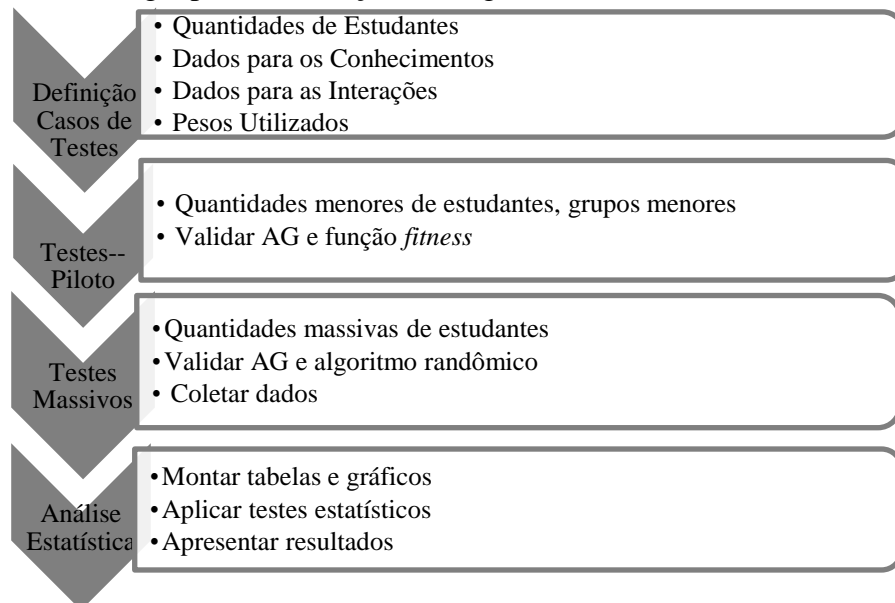 • Quantidades de Estudantes
• Dados para os Conhecimentos
• Dados para as Interações
• Pesos Utilizados
Definição
Casos de
Testes
• Quantidades menores de estudantes, grupos menores
• Validar AG e função fitness
Testes--
Piloto
• Quantidades massivas de estudantes
• Validar AG e algoritmo randômico
• Coletar dados
Testes
Massivos
• Montar tabelas e gráficos
• Aplicar testes estatísticos
• Apresentar resultados
Análise
Estatística